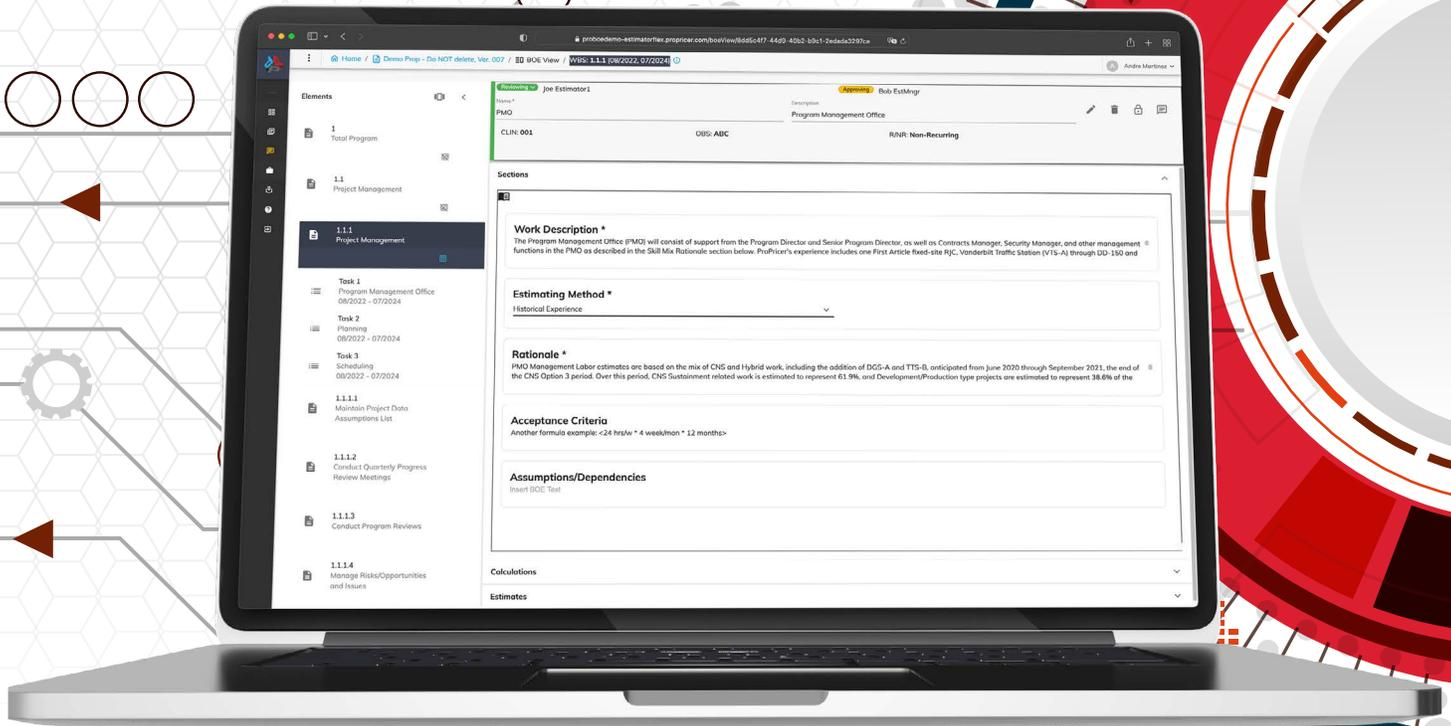 proboedemo-estimatorflex.propricer.com/boeView/8dd5c4f7-44d9-40b2-b9c1-2edada3297ce
Home / Demo Prop - Do NOT delete, Ver. 007 / BOE View / WBS: 1.1.1 (08/2022, 07/2024)
A Andre Martinez
Elements
1
Total Program
1.1
Project Management
1.1.1
Project Management
Task 1
Program Management Office
08/2022 - 07/2024
Task 2
Planning
08/2022 - 07/2024
Task 3
Scheduling
08/2022 - 07/2024
1.1.1.1
Maintain Project Data
Assumptions List
1.1.1.2
Conduct Quarterly Progress
Review Meetings
1.1.1.3
Conduct Program Reviews
1.1.1.4
Manage Risks/Opportunities
and Issues
Reviewing Joe Estimator1
Approving Bob EstMngr
Name *
PMO
Description
Program Management Office
CLIN: 001
OBS: ABC
R/NR: Non-Recurring
Sections
Work Description *
The Program Management Office (PMO) will consist of support from the Program Director and Senior Program Director, as well as Contracts Manager, Security Manager, and other management
functions in the PMO as described in the Skill Mix Rationale section below. ProPricer's experience includes one First Article fixed-site RJC, Vanderbilt Traffic Station (VTS-A) through DD-150 and
Estimating Method *
Historical Experience
Rationale *
PMO Management Labor estimates are based on the mix of CNS and Hybrid work, including the addition of DGS-A and TTS-B, anticipated from June 2020 through September 2021, the end of
the CNS Option 3 period. Over this period, CNS Sustainment related work is estimated to represent 61.9%, and Development/Production type projects are estimated to represent 38.6% of the
Acceptance Criteria
Another formula example: <24 hrs/w * 4 week/mon * 12 months>
Assumptions/Dependencies
Insert BOE Text
Calculations
Estimates